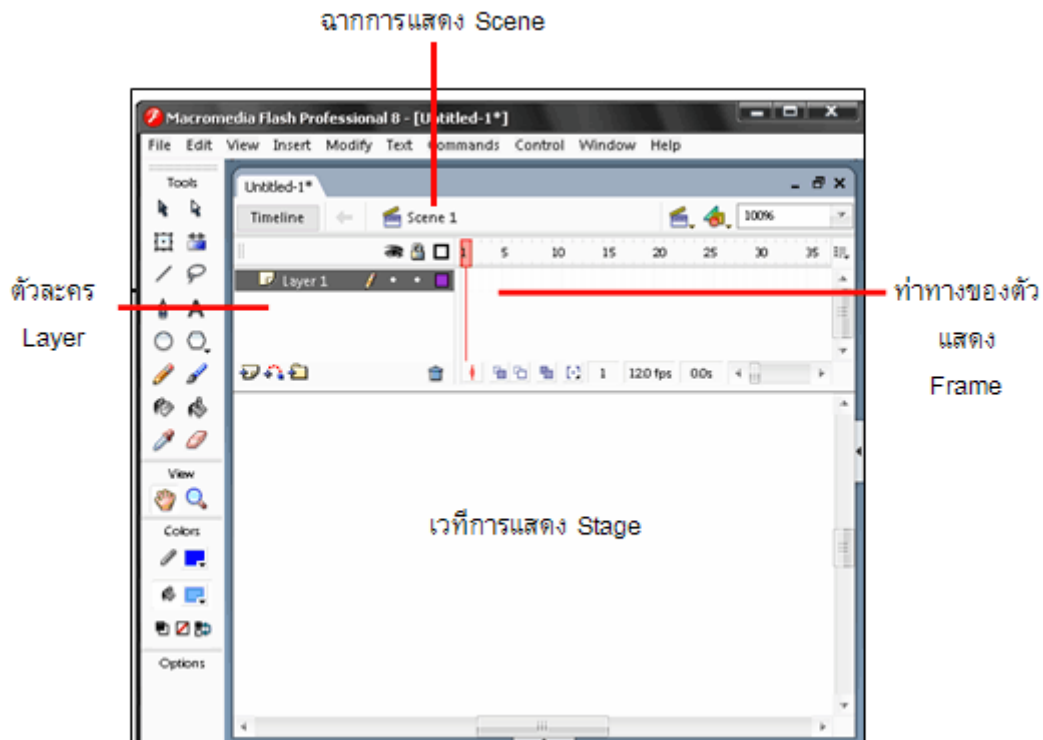 ฉากการแสดง Scene
Macromedia Flash Professional 8 - [Untitled-1*]
File Edit View Insert Modify Text Commands Control Window Help
Tools
Untitled-1*
Timeline
Scene 1
100%
1 5 10 15 20 25 30 35
Layer 1
ตัวละคร
Layer
ท่าทางของตัว
แสดง
Frame
1 12.0 fps 0.0s
View
เวทีการแสดง Stage
Colors
Options